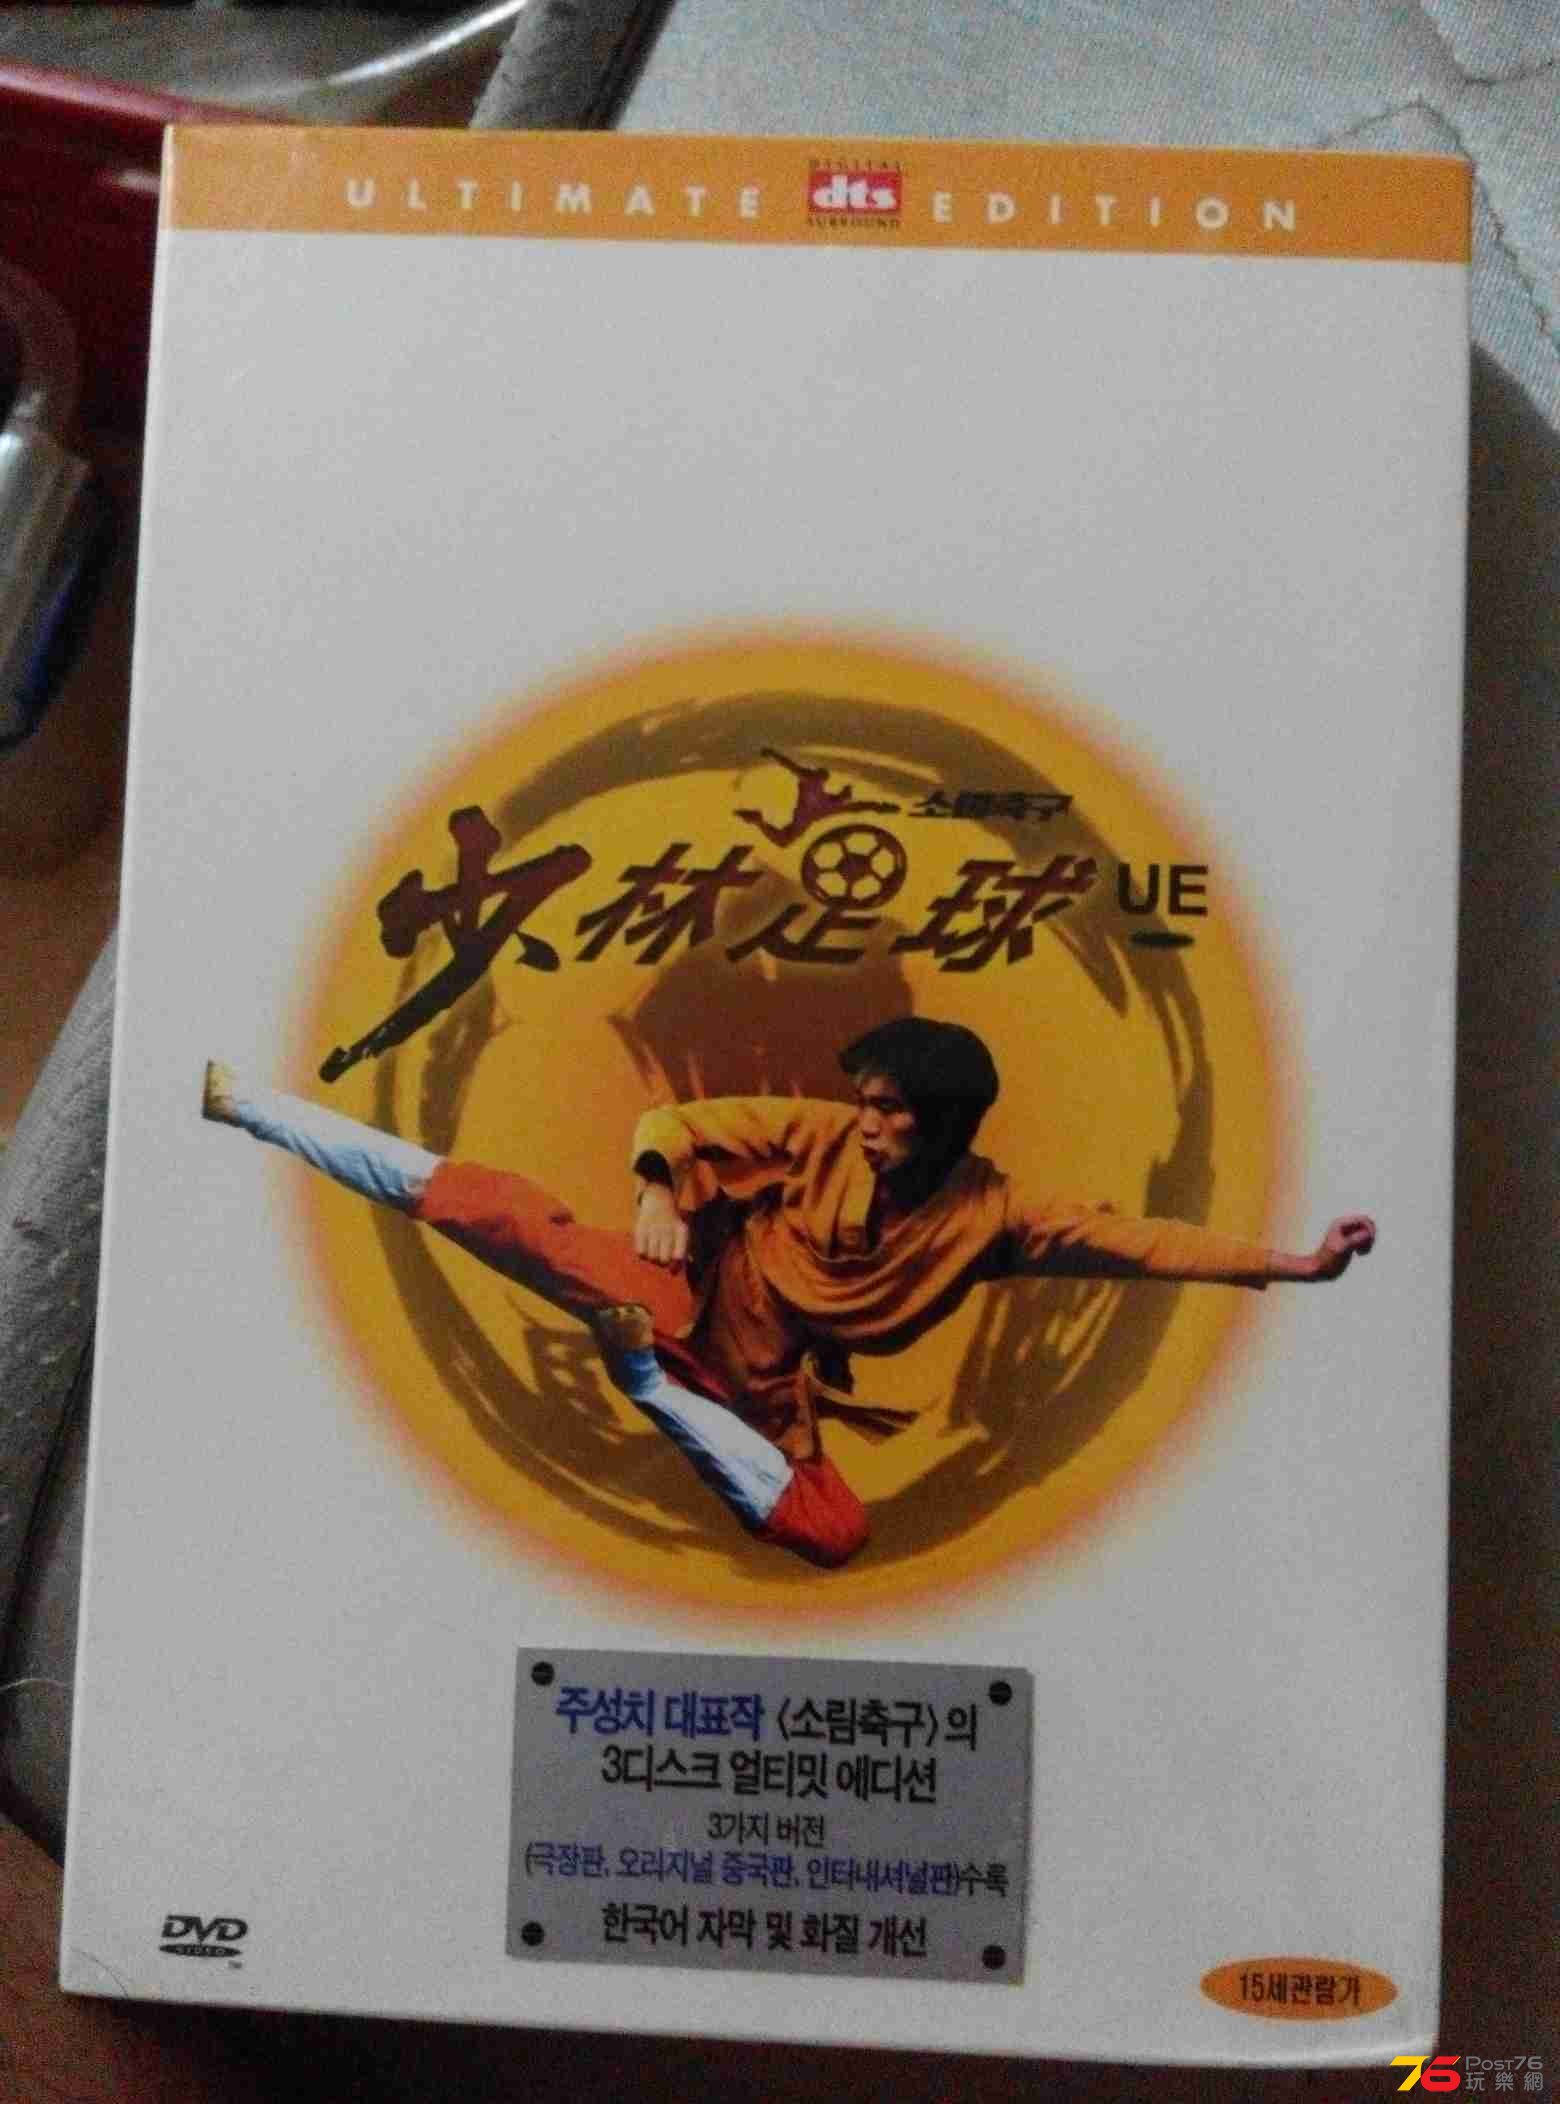 DIGITAL
ULTIMATE dts EDITION
SURROUND
소림축구
少林足球 UE
주성치 대표작 〈소림축구〉의
3디스크 얼티밋 에디션
3가지 버전
(극장판, 오리지널 중국판, 인터내셔널판)수록
한국어 자막 및 화질 개선
DVD
VIDEO
TM
15세관람가
76 POST76
玩樂網